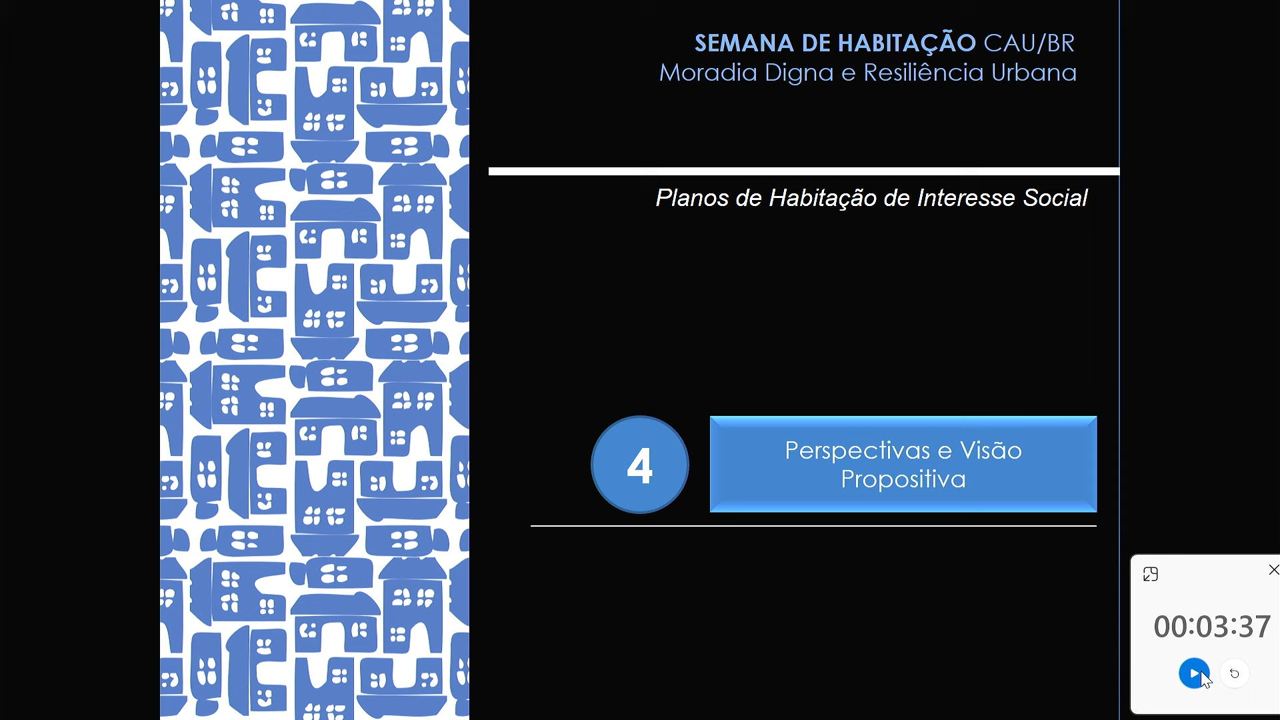 SEMANA DE HABITAÇÃO CAU/BR
Moradia Digna e Resiliência Urbana
Planos de Habitação de Interesse Social
4
Perspectivas e Visão
Propositiva
00:03:37